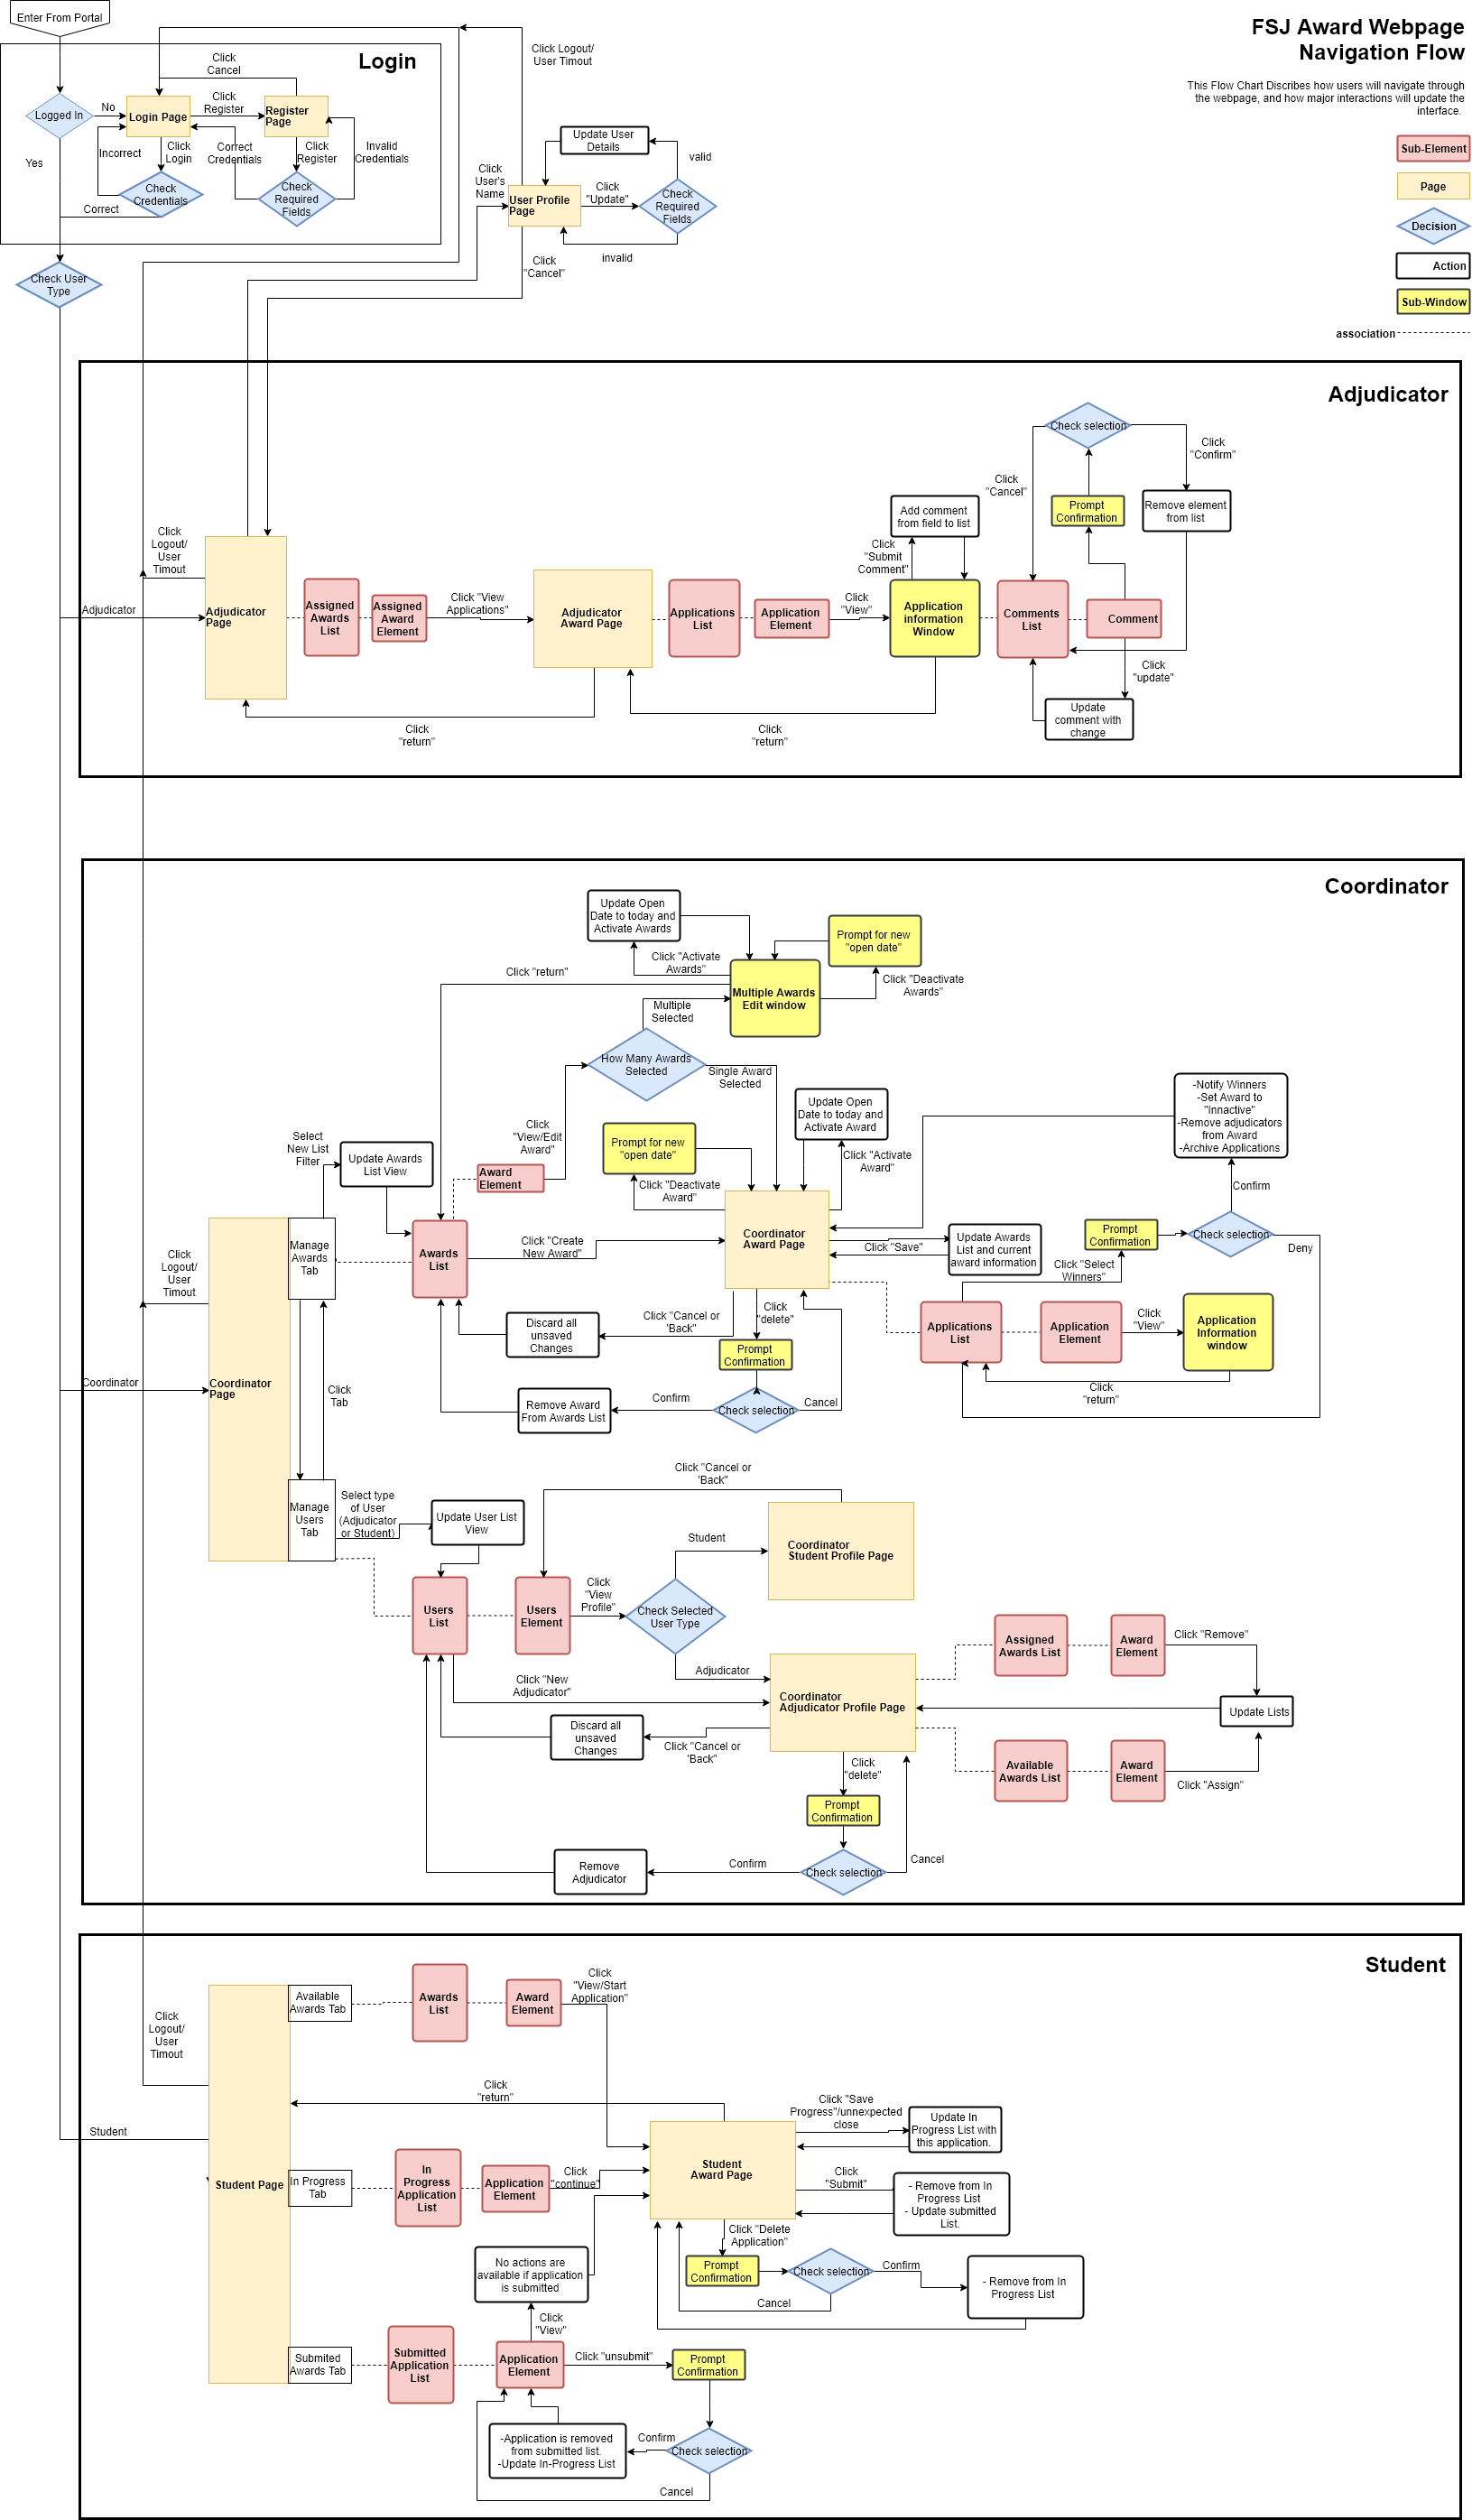 Enter From Portal
FSJ Award Webpage
Navigation Flow
This Flow Chart Discribes how users will navigate through
the webpage, and how major interactions will update the
interface.
Sub-Element
Page
Decision
Action
Sub-Window
association
Login
Click
Cancel
Logged In
No
Login Page
Click
Register
Register
Page
Yes
Incorrect
Click
Login
Correct
Credentials
Click
Register
Invalid
Credentials
Check
Credentials
Check
Required
Fields
Correct
Check User
Type
Click Logout/
User Timout
Update User
Details
valid
Click
User's
Name
User Profile
Page
Click
"Update"
Check
Required
Fields
Click
"Cancel"
invalid
Adjudicator
Check selection
Click
"Confirm"
Click
"Cancel"
Prompt
Confirmation
Remove element
from list
Add comment
from field to list
Click
"Submit
Comment"
Click
Logout/
User
Timout
Adjudicator
Adjudicator
Page
Assigned
Awards
List
Assigned
Award
Element
Click "View
Applications"
Adjudicator
Award Page
Applications
List
Application
Element
Click
"View"
Application
information
Window
Comments
List
Comment
Click
"update"
Update
comment with
change
Click
"return"
Click
"return"
Coordinator
Update Open
Date to today and
Activate Awards
Prompt for new
"open date"
Click "Activate
Awards"
Click "return"
Multiple Awards
Edit window
Click "Deactivate
Awards"
Multiple
Selected
How Many Awards
Selected
Single Award
Selected
Update Open
Date to today and
Activate Award
-Notify Winners
-Set Award to
"Innactive"
-Remove adjudicators
from Award
-Archive Applications
Click
"View/Edit
Award"
Prompt for new
"open date"
Click "Activate
Award"
Select
New List
Filter
Update Awards
List View
Award
Element
Click "Deactivate
Award"
Confirm
Click
Logout/
User
Timout
Manage
Awards
Tab
Awards
List
Click "Create
New Award"
Coordinator
Award Page
Click "Save"
Update Awards
List and current
award information
Prompt
Confirmation
Check selection
Deny
Click "Select
Winners"
Applications
List
Application
Element
Click
"View"
Application
Information
window
Click
"return"
Discard all
unsaved
Changes
Click "Cancel or
'Back"
Click
"delete"
Prompt
Confirmation
Coordinator
Coordinator
Page
Click
Tab
Remove Award
From Awards List
Confirm
Check selection
Cancel
Click "Cancel or
'Back"
Manage
Users
Tab
Select type
of User
(Adjudicator
or Student)
Update User List
View
Student
Coordinator
Student Profile Page
Users
List
Users
Element
Click
"View
Profile"
Check Selected
User Type
Assigned
Awards List
Award
Element
Click "Remove"
Click "New
Adjudicator"
Adjudicator
Coordinator
Adjudicator Profile Page
Update Lists
Discard all
unsaved
Changes
Click "Cancel or
'Back"
Available
Awards List
Award
Element
Click "Assign"
Click
"delete"
Prompt
Confirmation
Remove
Adjudicator
Confirm
Check selection
Cancel
Student
Available
Awards Tab
Awards
List
Award
Element
Click
"View/Start
Application"
Click
Logout/
User
Timout
Click
"return"
Click "Save
Progress"/unnexpected
close
Update In
Progress List with
this application.
Student
Student Page
In Progress
Tab
In
Progress
Application
List
Application
Element
Click
"continue"
Student
Award Page
Click
"Submit"
- Remove from In
Progress List
- Update submitted
List.
Click "Delete
Application"
No actions are
available if application
is submitted
Prompt
Confirmation
Check selection
Confirm
- Remove from In
Progress List
Cancel
Click
"View"
Submited
Awards Tab
Submitted
Application
List
Application
Element
Click "unsubmit"
Prompt
Confirmation
-Application is removed
from submitted list.
-Update In-Progress List
Confirm
Check selection
Cancel